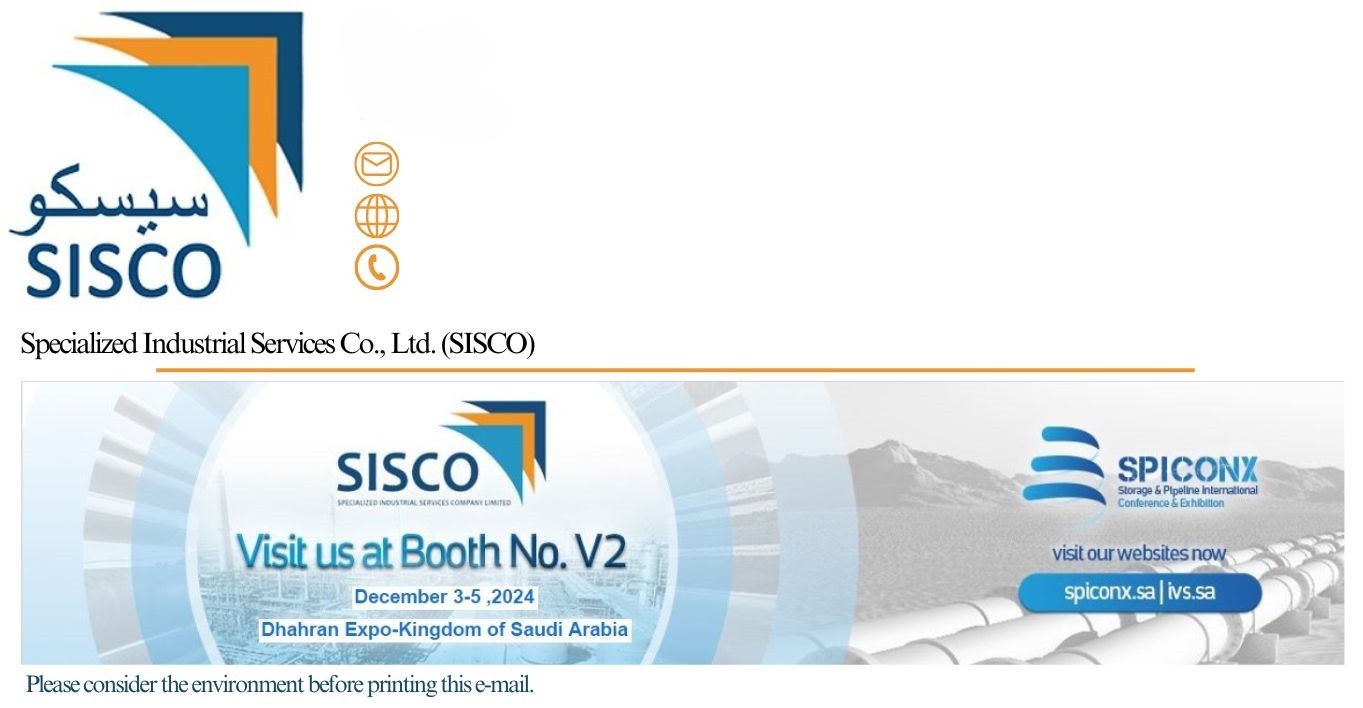 سيسكو
SISCO
Specialized Industrial Services Co., Ltd. (SISCO)
SISCO
SPECIALIZED INDUSTRIAL SERVICES COMPANY LIMITED
Visit us at Booth No. V2
December 3-5 ,2024
Dhahran Expo-Kingdom of Saudi Arabia
SPICONX
Storage & Pipeline International
Conference & Exhibition
visit our websites now
spiconx.sa | ivs.sa
Please consider the environment before printing this e-mail.